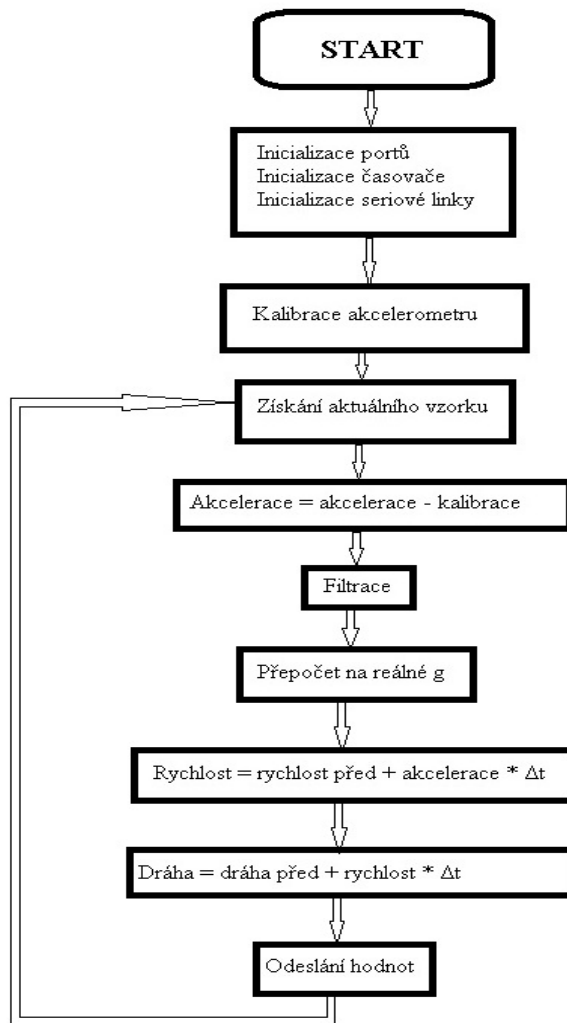 START
Inicializace portů
Inicializace časovače
Inicializace seriové linky
Kalibrace akcelerometru
Získání aktuálního vzorku
Akcelerace = akcelerace - kalibrace
Filtrace
Přepočet na reálné g
Rychlost = rychlost před + akcelerace * Δt
Dráha = dráha před + rychlost * Δt
Odeslání hodnot